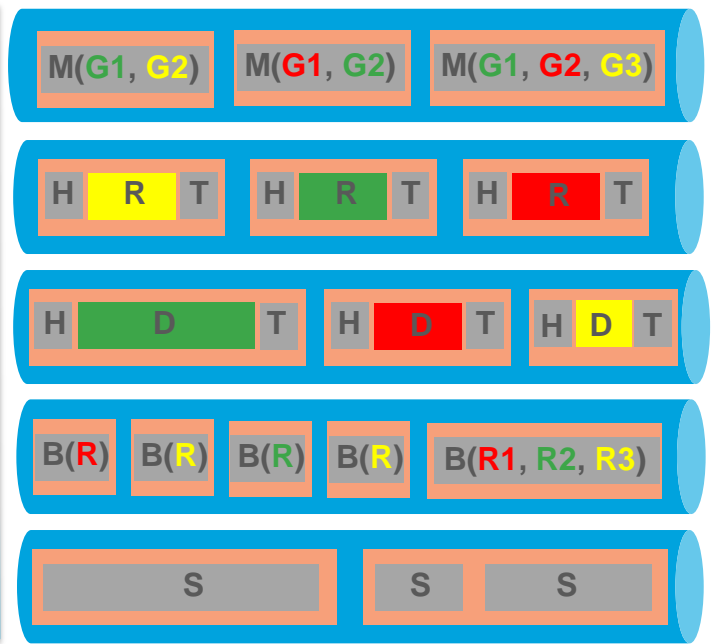 M(G1, G2) M(G1, G2) M(G1, G2, G3)
H R T H R T H R T
H D T H D T H D T
B(R) B(R) B(R) B(R) B(R1, R2, R3)
S S S